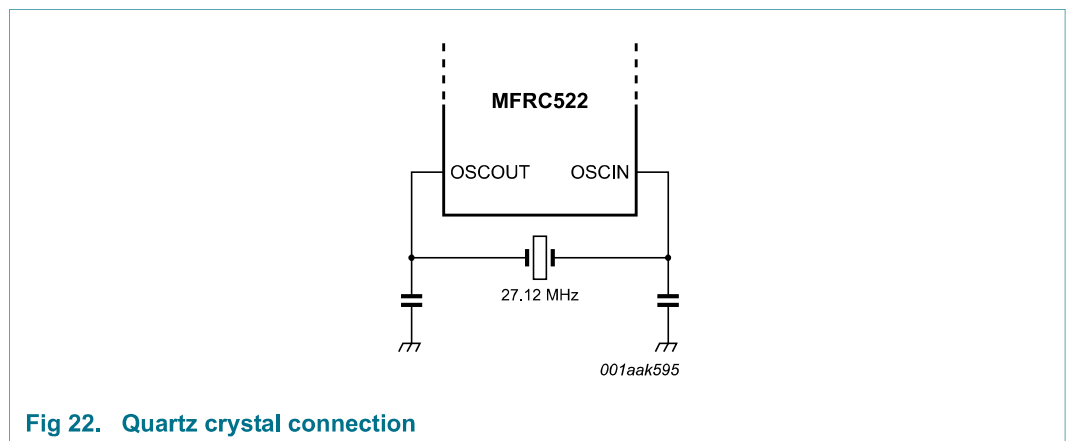 MFRC522
OSCOUT OSCIN
27.12 MHz
001aak595
Fig 22. Quartz crystal connection